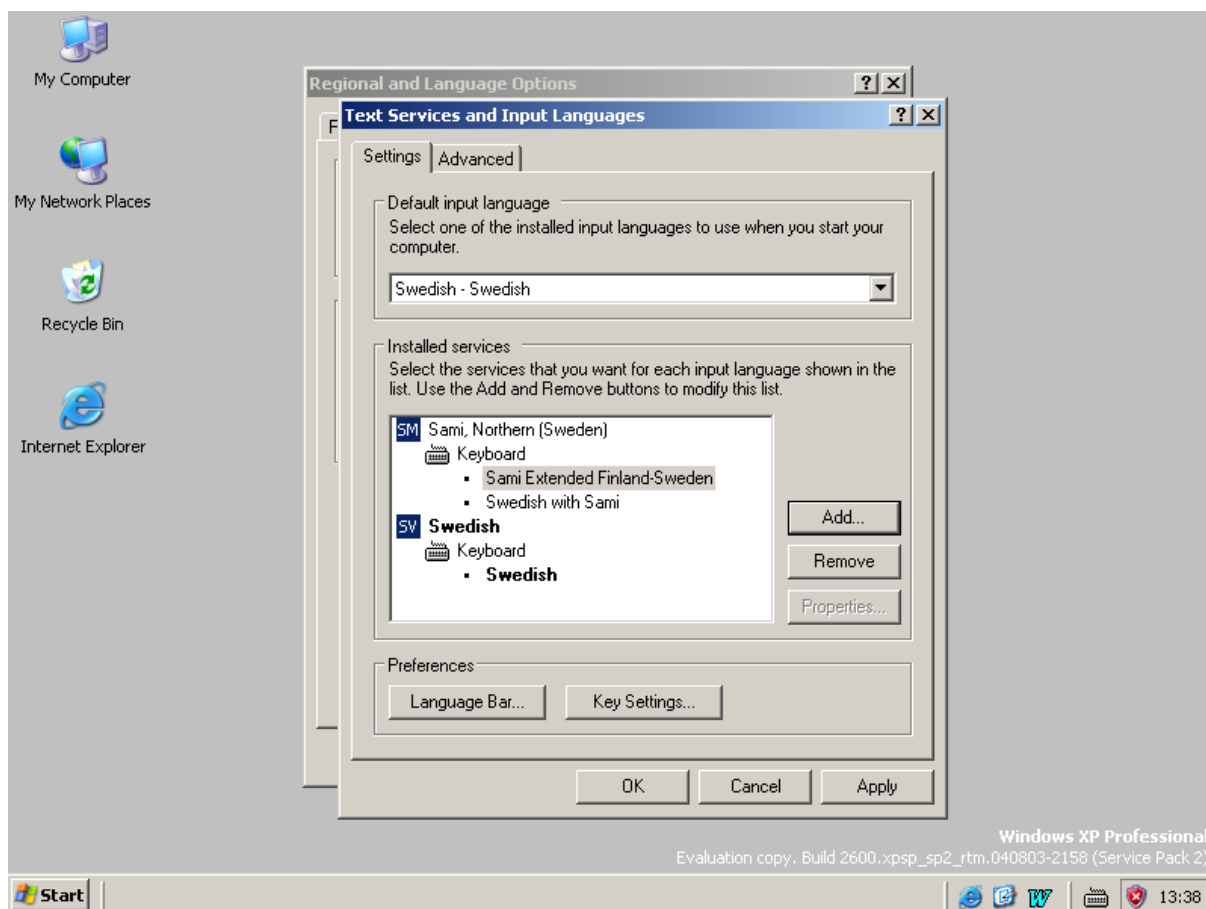 My Computer
My Network Places
Recycle Bin
Internet Explorer
Regional and Language Options
Text Services and Input Languages
Settings
Advanced
Default input language
Select one of the installed input languages to use when you start your
computer.
Swedish - Swedish
Installed services
Select the services that you want for each input language shown in the
list. Use the Add and Remove buttons to modify this list.
SM Sami, Northern (Sweden)
Keyboard
Sami Extended Finland-Sweden
Swedish with Sami
SV Swedish
Keyboard
Swedish
Add...
Remove
Properties...
Preferences
Language Bar...
Key Settings...
OK
Cancel
Apply
Windows XP Professional
Evaluation copy. Build 2600.xpsp_sp2_rtm.040803-2158 (Service Pack 2)
Start
13:38